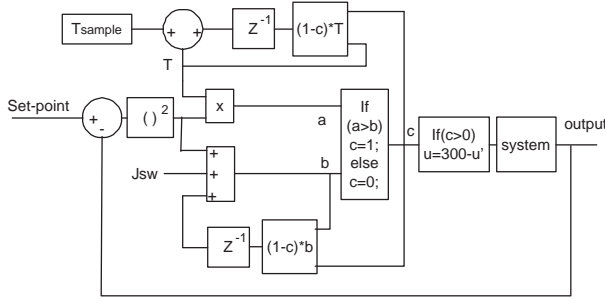 Tsample
+ +
Z-1
(1-c)*T
T
Set-point
+
-
( ) 2
x
a
If
(a>b)
c=1;
else
c=0;
c
If(c>0)
u=300-u'
system
output
Jsw
+
+
+
b
Z-1
(1-c)*b